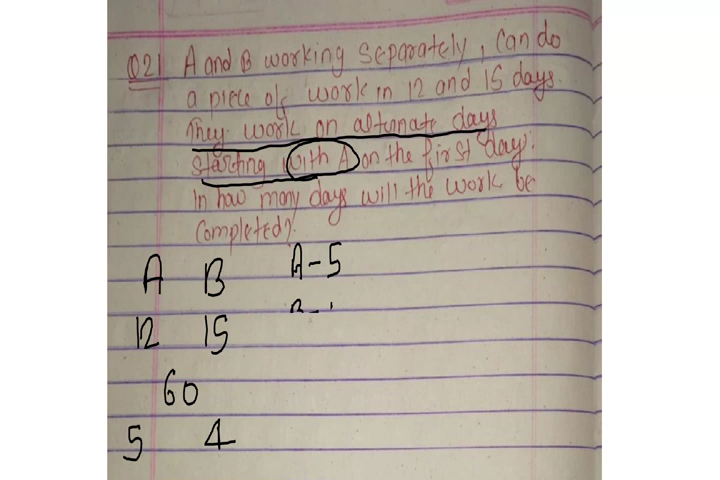 Q2| A and B working separately, can do
a piece of work in 12 and 15 days.
They work on alternate days
starting with A on the first day.
In how many days will the work be
completed?
A B A-5
12 15
60
5 4